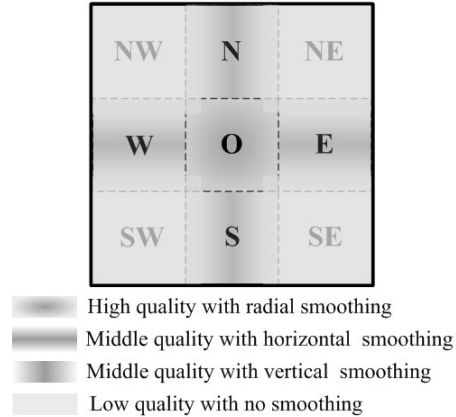 NW N NE
W O E
SW S SE
High quality with radial smoothing
Middle quality with horizontal smoothing
Middle quality with vertical smoothing
Low quality with no smoothing